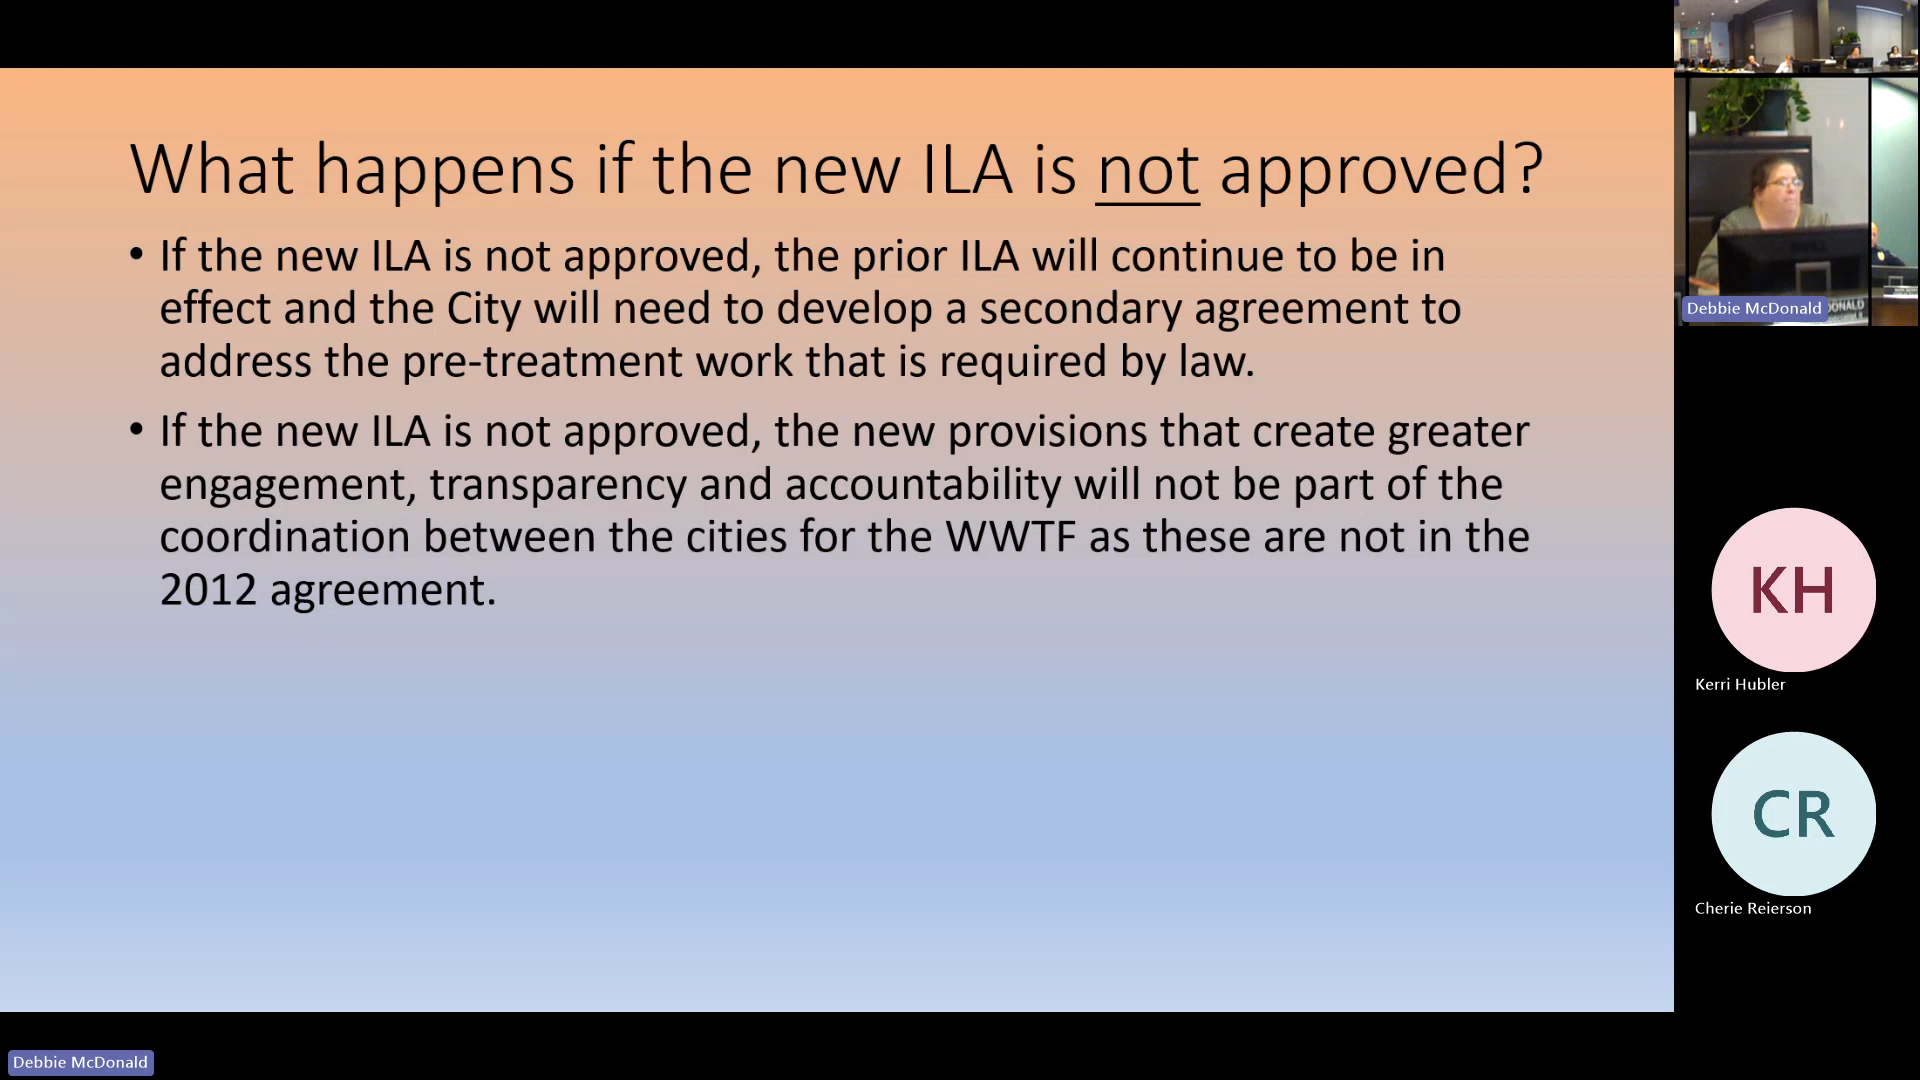 What happens if the new ILA is not approved?
• If the new ILA is not approved, the prior ILA will continue to be in
effect and the City will need to develop a secondary agreement to
address the pre-treatment work that is required by law.
• If the new ILA is not approved, the new provisions that create greater
engagement, transparency and accountability will not be part of the
coordination between the cities for the WWTF as these are not in the
2012 agreement.
Debbie McDonald
KH
Kerri Hubler
CR
Cherie Reierson
Debbie McDonald